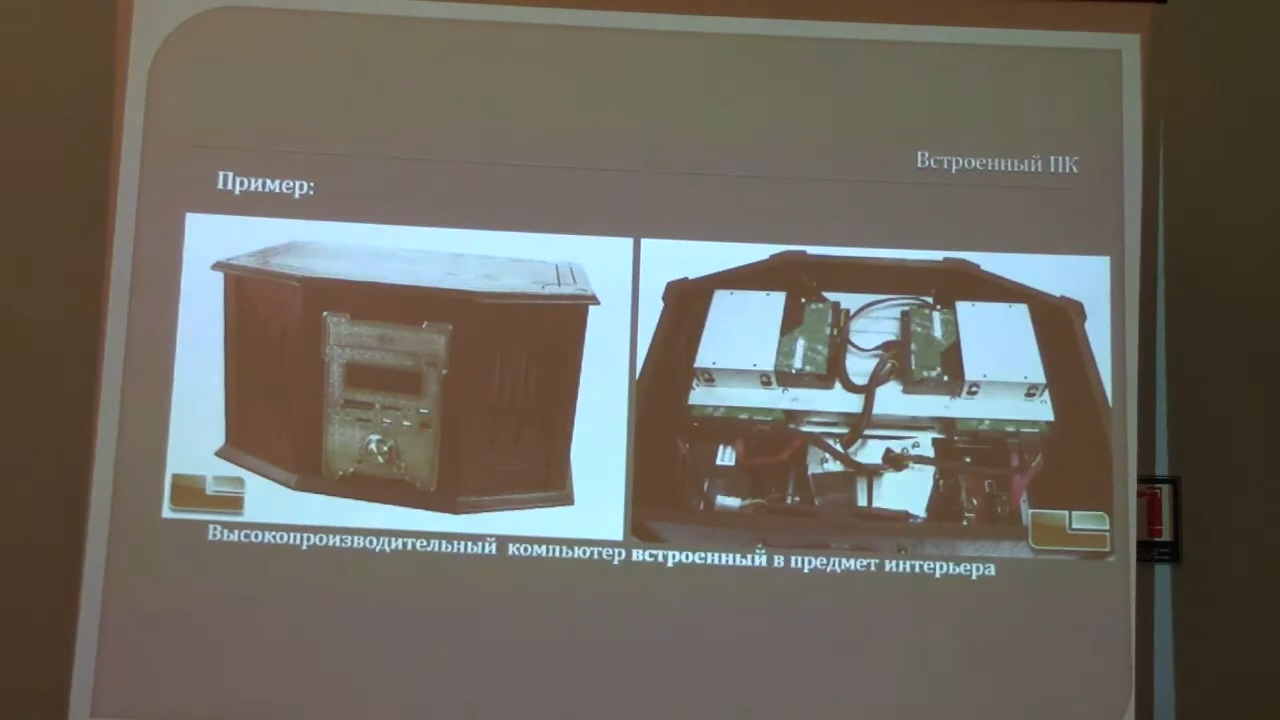 Встроенный ПК
Пример:
Высокопроизводительный компьютер встроенный в предмет интерьера